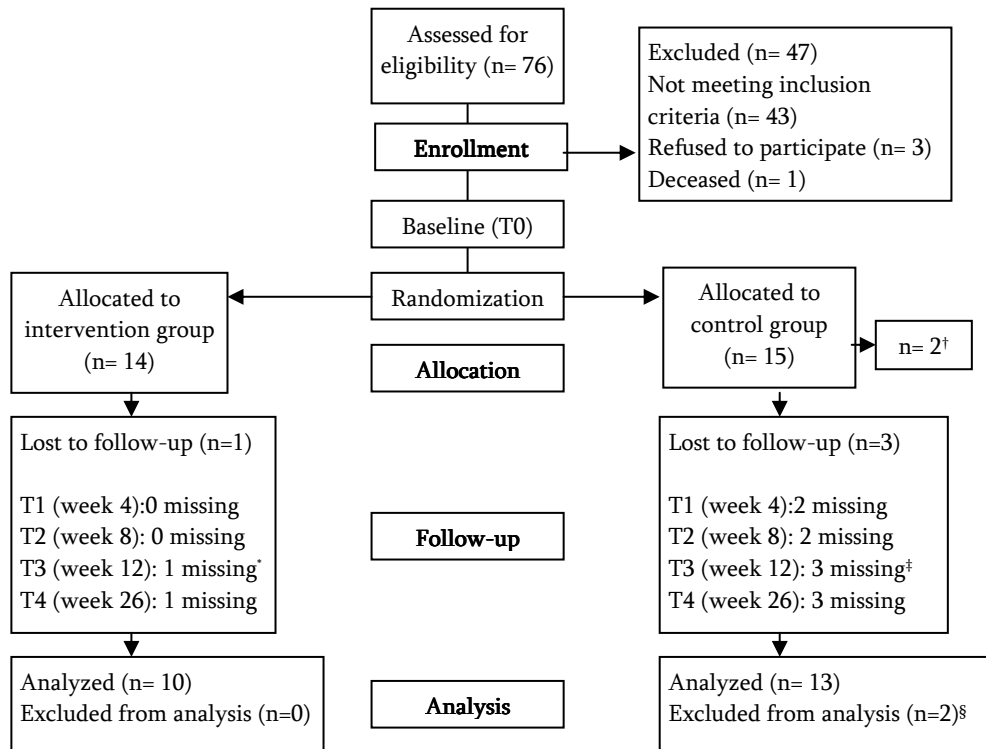 Assessed for
eligibility (n= 76)
Excluded (n= 47)
Not meeting inclusion
criteria (n= 43)
Refused to participate (n= 3)
Deceased (n= 1)
Enrollment
Baseline (T0)
Randomization
Allocated to
intervention group
(n= 14)
Allocated to
control group
(n= 15)
n= 2†
Allocation
Lost to follow-up (n=1)
T1 (week 4):0 missing
T2 (week 8): 0 missing
T3 (week 12): 1 missing*
T4 (week 26): 1 missing
Follow-up
Lost to follow-up (n=3)
T1 (week 4):2 missing
T2 (week 8): 2 missing
T3 (week 12): 3 missing‡
T4 (week 26): 3 missing
Analyzed (n= 10)
Excluded from analysis (n=0)
Analysis
Analyzed (n= 13)
Excluded from analysis (n=2)§